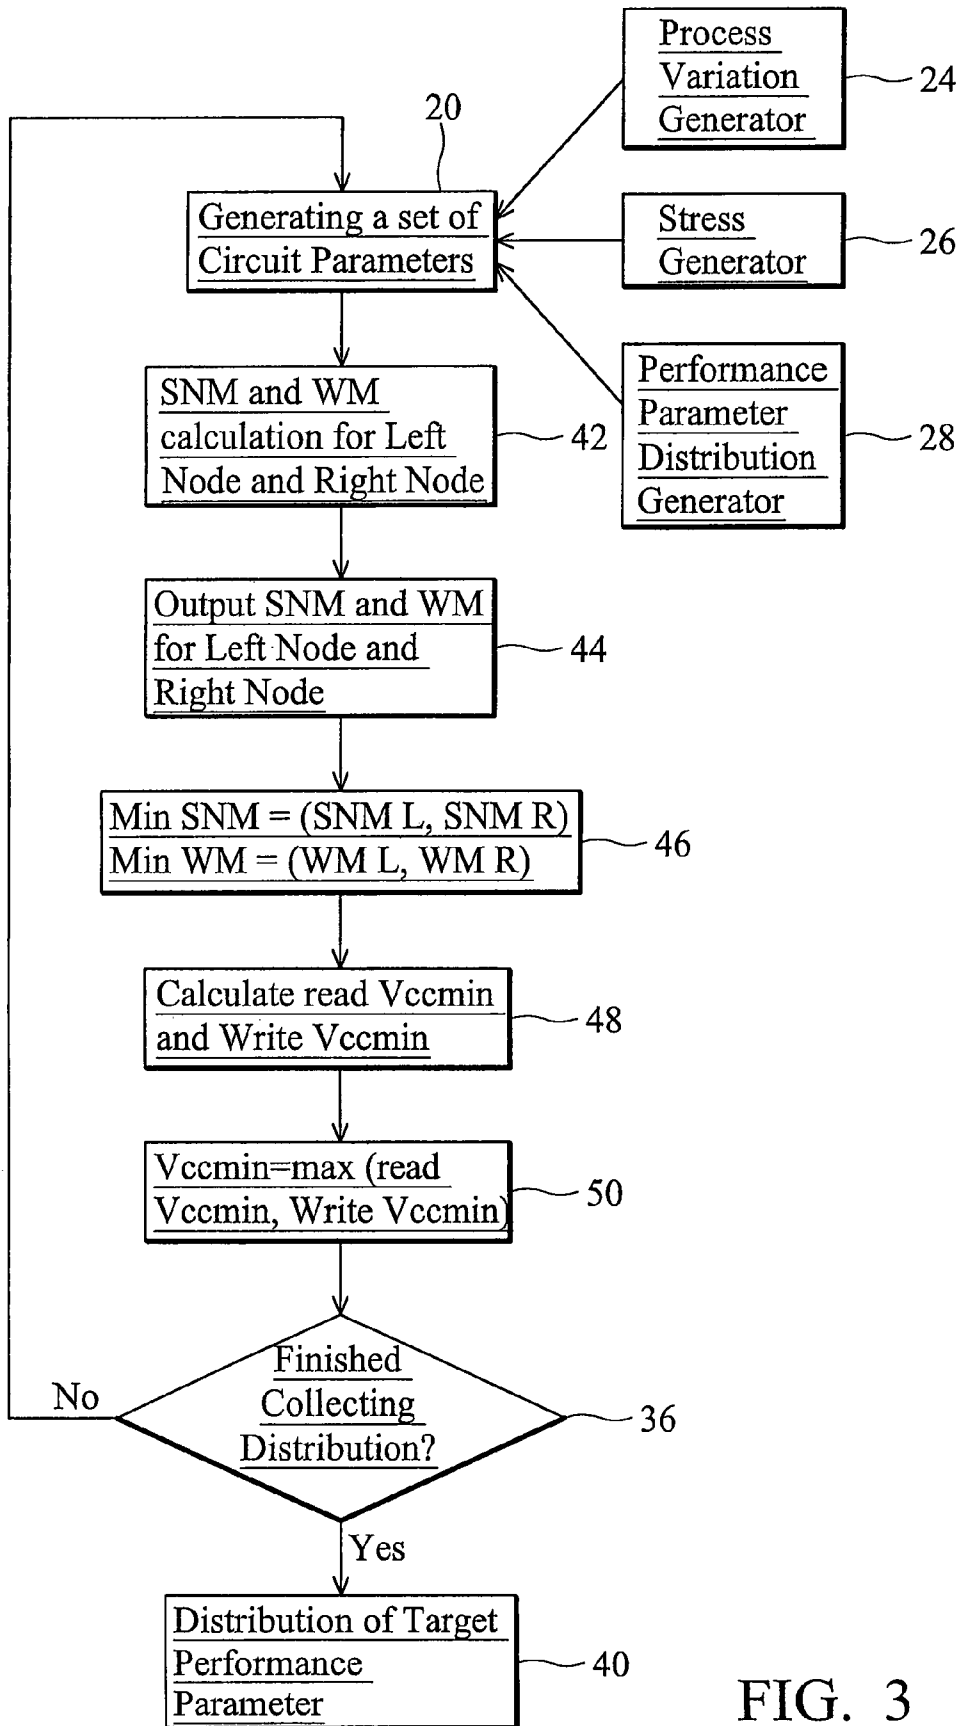 Process
Variation
Generator
24
20
Generating a set of
Circuit Parameters
Stress
Generator
26
SNM and WM
calculation for Left
Node and Right Node
42
Performance
Parameter
Distribution
Generator
28
Output SNM and WM
for Left Node and
Right Node
44
Min SNM = (SNM L, SNM R)
Min WM = (WM L, WM R)
46
Calculate read Vccmin
and Write Vccmin
48
Vccmin=max (read
Vccmin, Write Vccmin)
50
Finished
Collecting
Distribution?
36
No
Yes
Distribution of Target
Performance
Parameter
40
FIG. 3